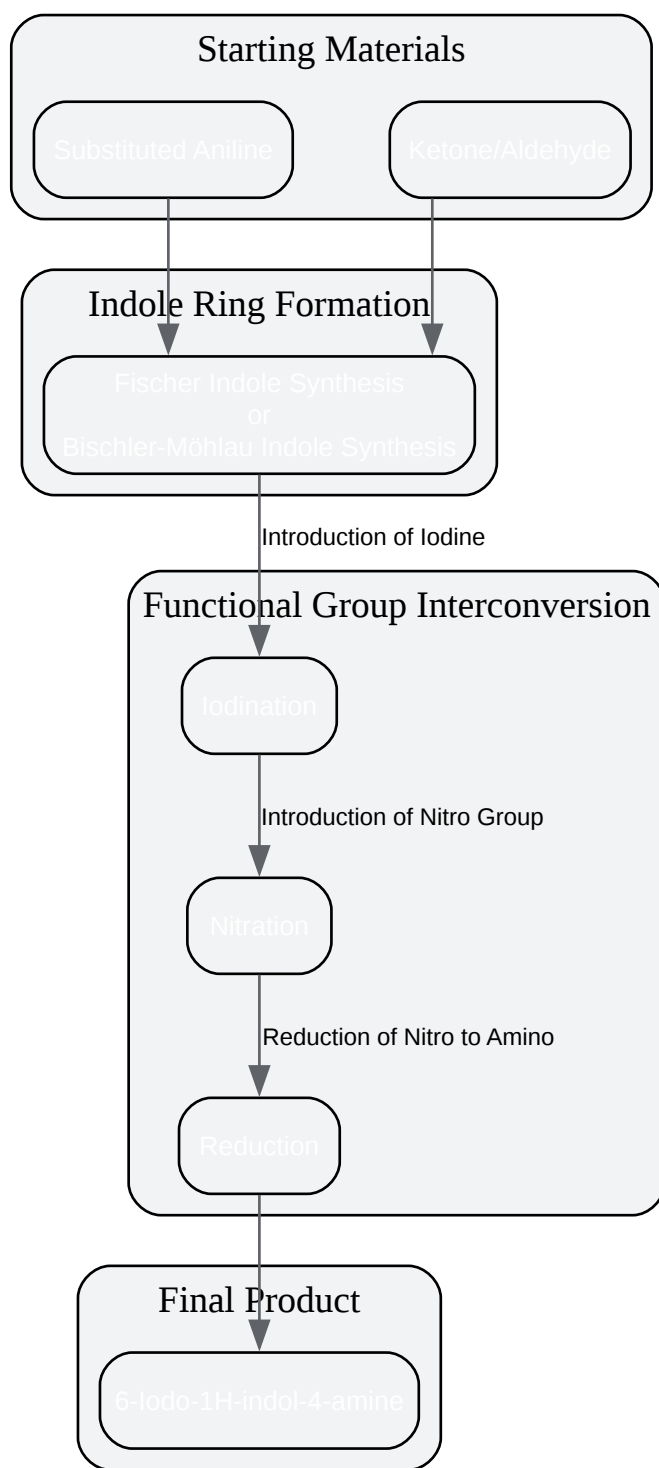 Starting Materials
Substituted Aniline
Ketone/Aldehyde
Indole Ring Formation
Fischer Indole Synthesis
or
Bischler-Möhlau Indole Synthesis
Introduction of Iodine
Functional Group Interconversion
Iodination
Introduction of Nitro Group
Nitration
Reduction of Nitro to Amino
Reduction
Final Product
6-Iodo-1H-indol-4-amine